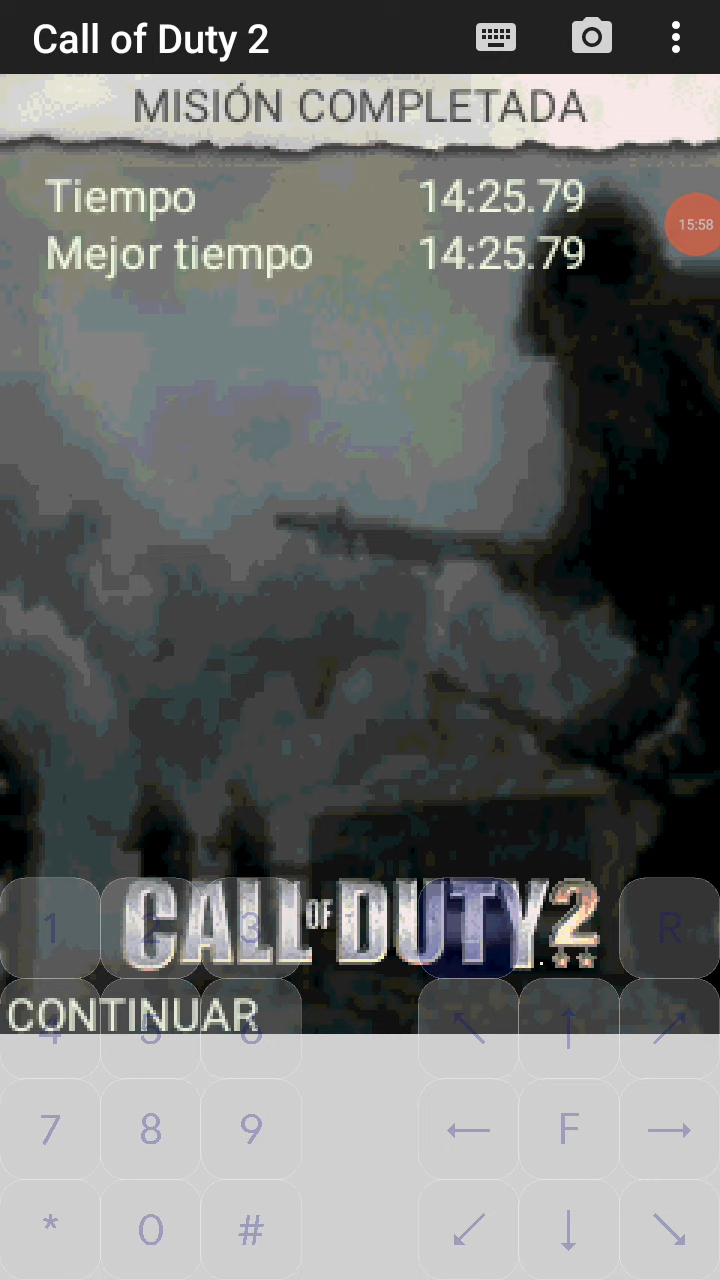 Call of Duty 2
MISIÓN COMPLETADA
Tiempo 14:25.79
15:58
Mejor tiempo 14:25.79
CALL OF DUTY 2
1 2 3 L R
CONTINUAR
4 5 6 ↖ ↑ ↗
7 8 9 ← F →
* 0 # ↙ ↓ ↘